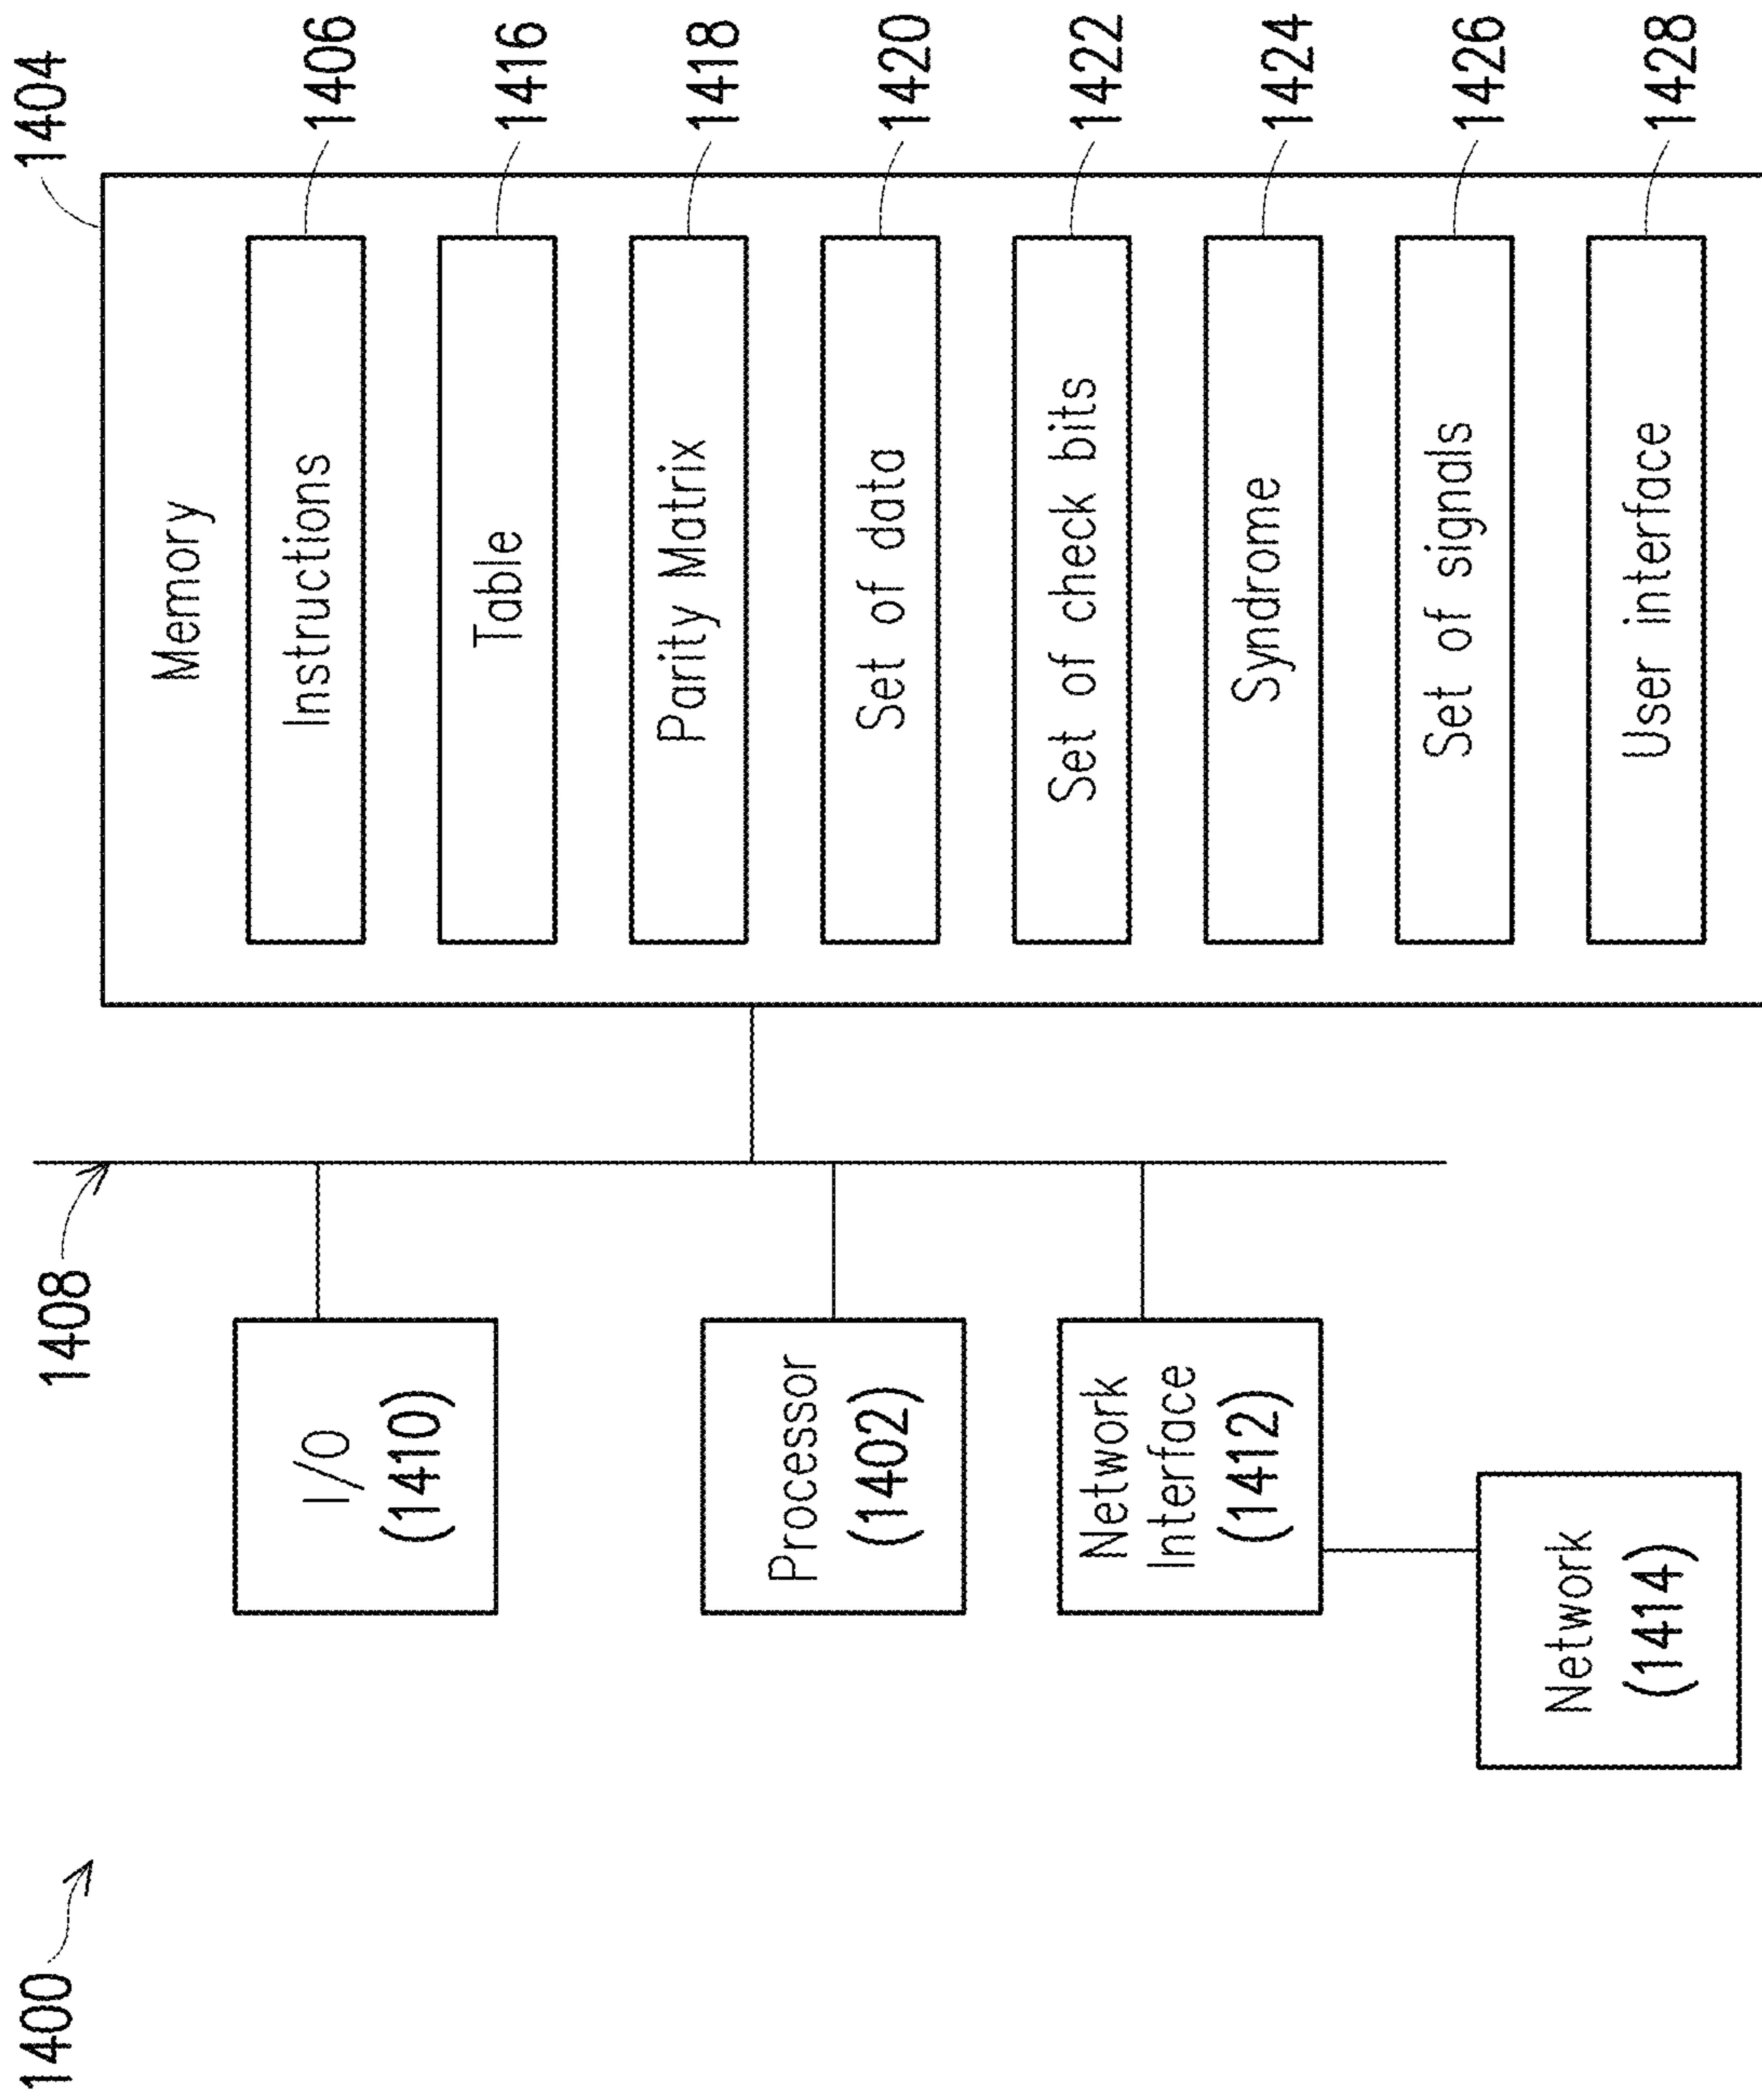 1400
1408
1404
I/O
(1410)
Processor
(1402)
Network
Interface
(1412)
Network
(1414)
Memory
Instructions
1406
Table
1416
Parity Matrix
1418
Set of data
1420
Set of check bits
1422
Syndrome
1424
Set of signals
1426
User interface
1428